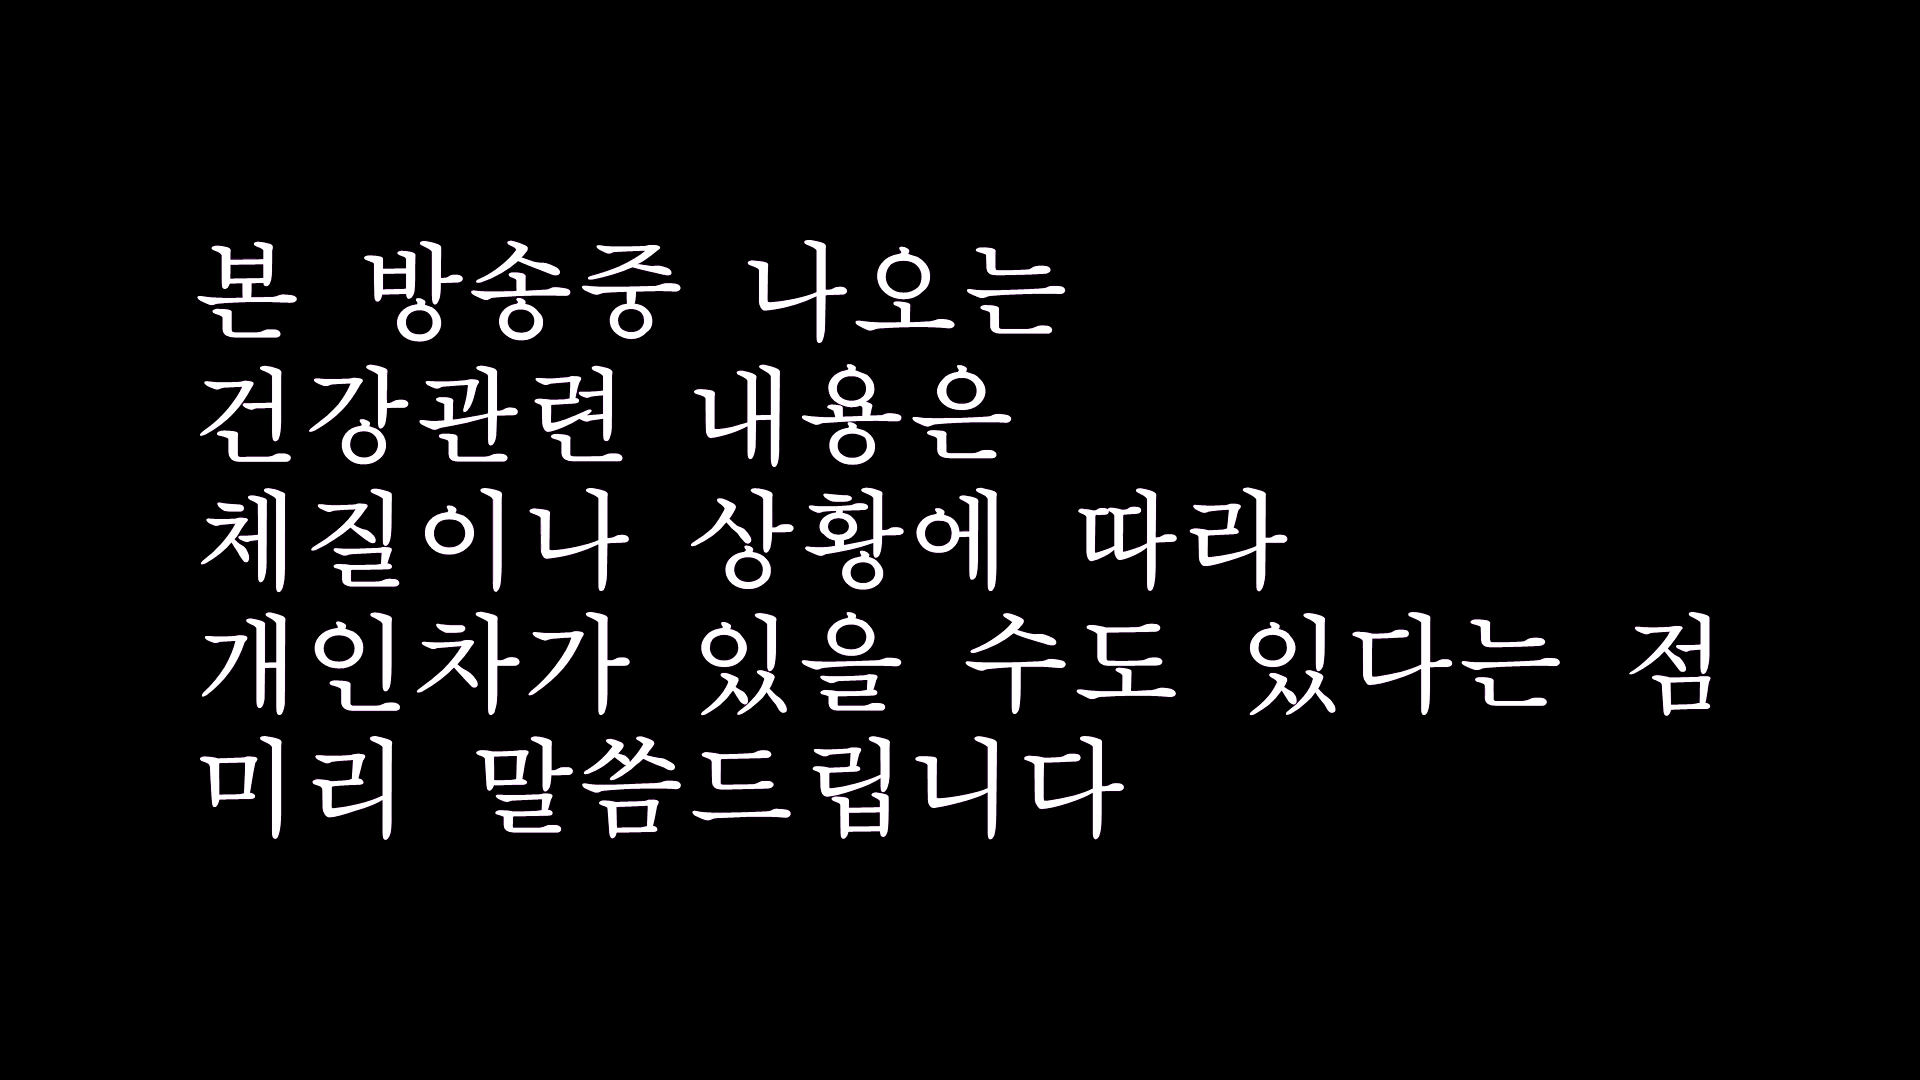 본 방송중 나오는
건강관련 내용은
체질이나 상황에 따라
개인차가 있을 수도 있다는 점
미리 말씀드립니다